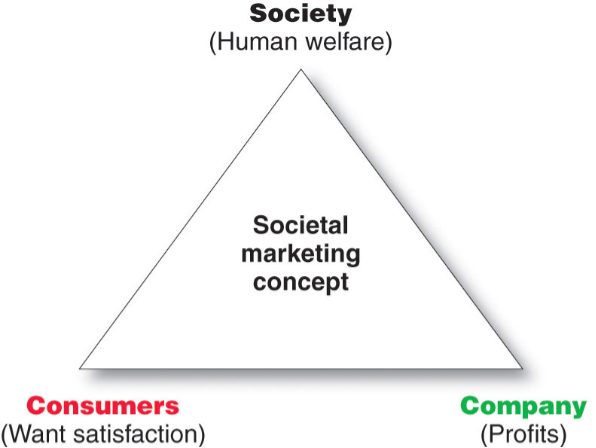 Society
(Human welfare)
Societal
marketing
concept
Consumers
(Want satisfaction)
Company
(Profits)